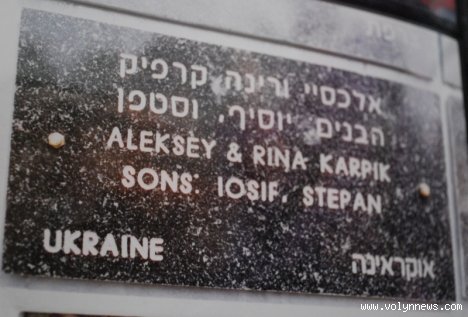 אלכסיי ורינה קרפיק
הבנים, יוסיף, וסטפן
ALEKSEY & RINA KARPIK
SONS: IOSIF, STEPAN
UKRAINE אוקראינה
www.volynnews.com